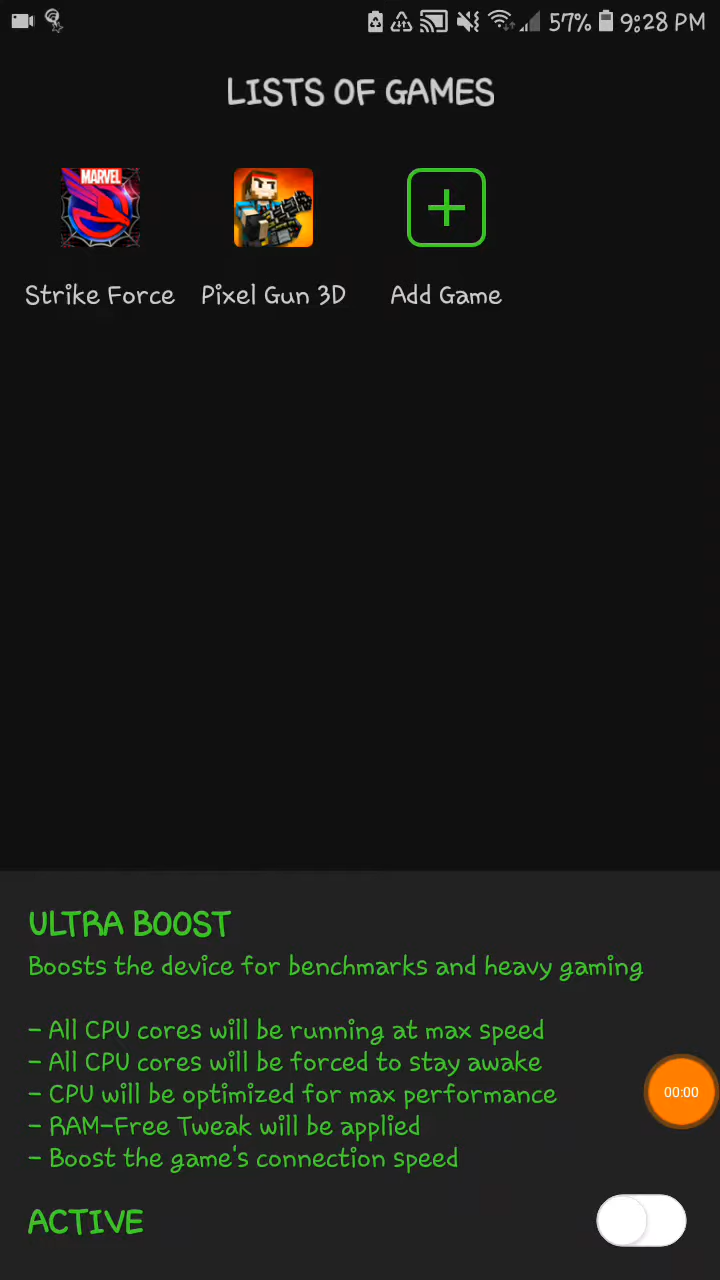 57% 9:28 PM
LISTS OF GAMES
MARVEL
Strike Force Pixel Gun 3D Add Game
ULTRA BOOST
Boosts the device for benchmarks and heavy gaming
- All CPU cores will be running at max speed
- All CPU cores will be forced to stay awake
- CPU will be optimized for max performance
00:00
- RAM-Free Tweak will be applied
- Boost the game's connection speed
ACTIVE